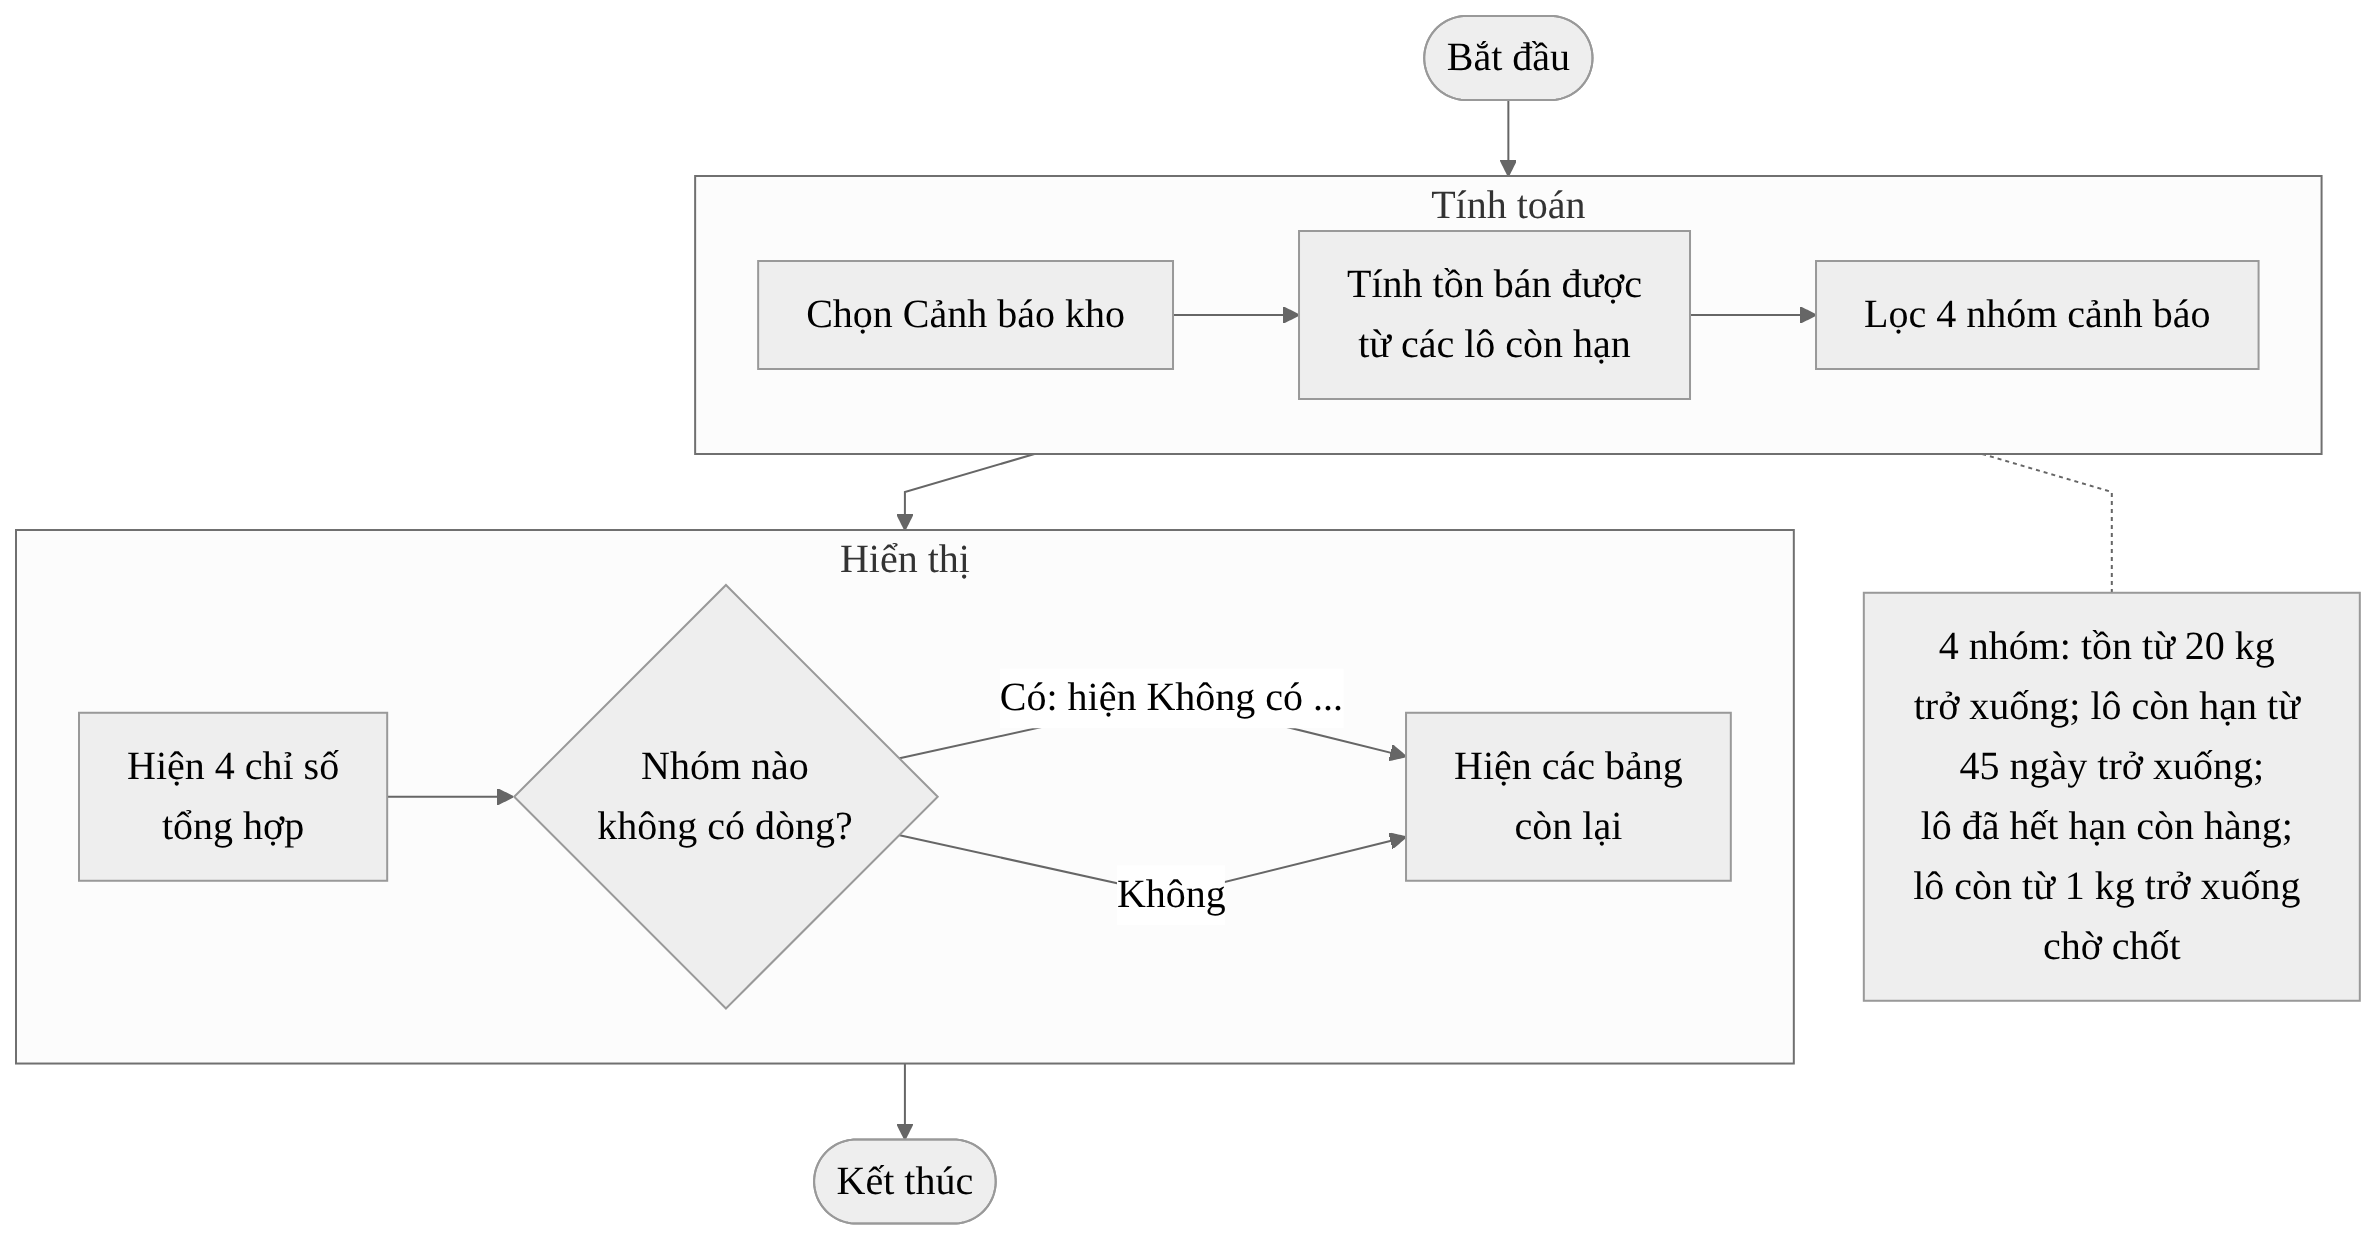 Bắt đầu
Tính toán
Chọn Cảnh báo kho
Tính tồn bán được
từ các lô còn hạn
Lọc 4 nhóm cảnh báo
Hiển thị
Hiện 4 chỉ số
tổng hợp
Nhóm nào
không có dòng?
Có: hiện Không có ...
Không
Hiện các bảng
còn lại
4 nhóm: tồn từ 20 kg
trở xuống; lô còn hạn từ
45 ngày trở xuống;
lô đã hết hạn còn hàng;
lô còn từ 1 kg trở xuống
chờ chốt
Kết thúc